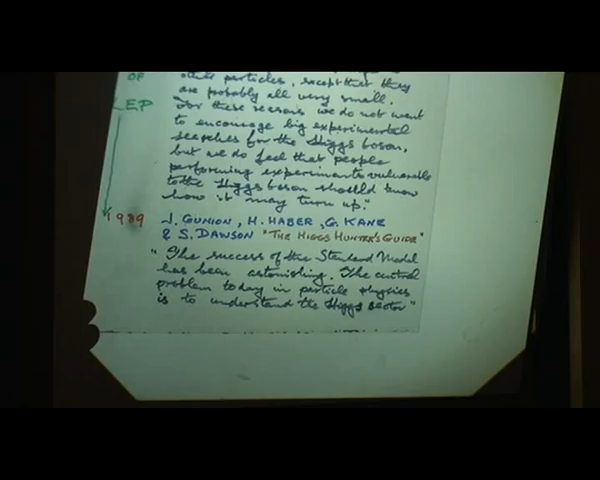 OF
other particles, except that they
LEP
are probably all very small.
For these reasons we do not want
to encourage big experimental
searches for the Higgs boson,
but we do feel that people
performing experiments vulnerable
to the Higgs boson should know
how it may turn up."
1989 J. GUNION, H. HABER, G. KANE
& S. DAWSON "THE HIGGS HUNTER'S GUIDE"
"The success of the Standard Model
has been astonishing. The central
problem today in particle physics
is to understand the Higgs sector"